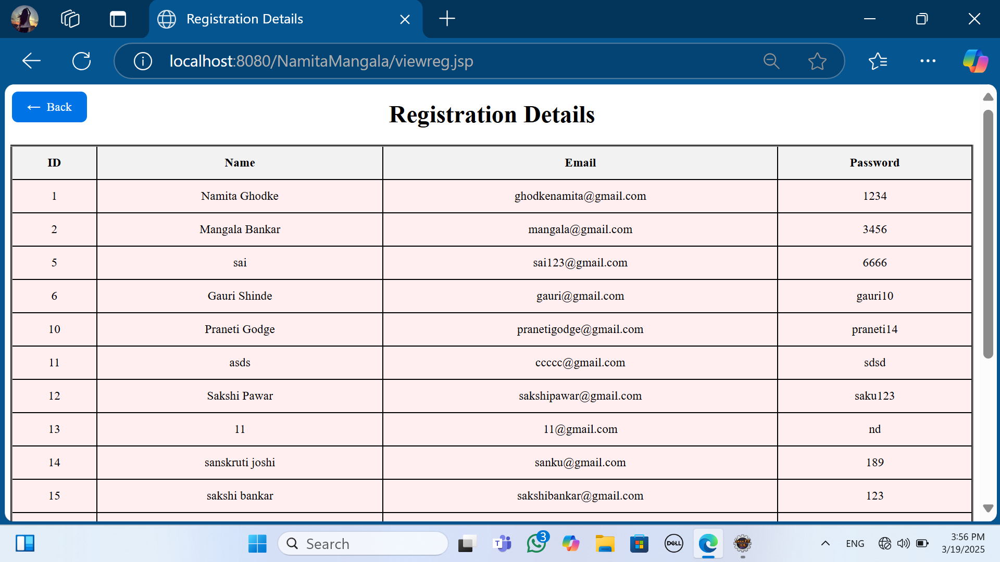 Registration Details
localhost:8080/NamitaMangala/viewreg.jsp
← Back
Registration Details
ID Name Email Password
1 Namita Ghodke ghodkenamita@gmail.com 1234
2 Mangala Bankar mangala@gmail.com 3456
5 sai sai123@gmail.com 6666
6 Gauri Shinde gauri@gmail.com gauri10
10 Praneti Godge pranetigodge@gmail.com praneti14
11 asds ccccc@gmail.com sdsd
12 Sakshi Pawar sakshipawar@gmail.com saku123
13 11 11@gmail.com nd
14 sanskruti joshi sanku@gmail.com 189
15 sakshi bankar sakshibankar@gmail.com 123
Search
T
3
DELL
Java EE
IDE
ENG
3:56 PM
3/19/2025